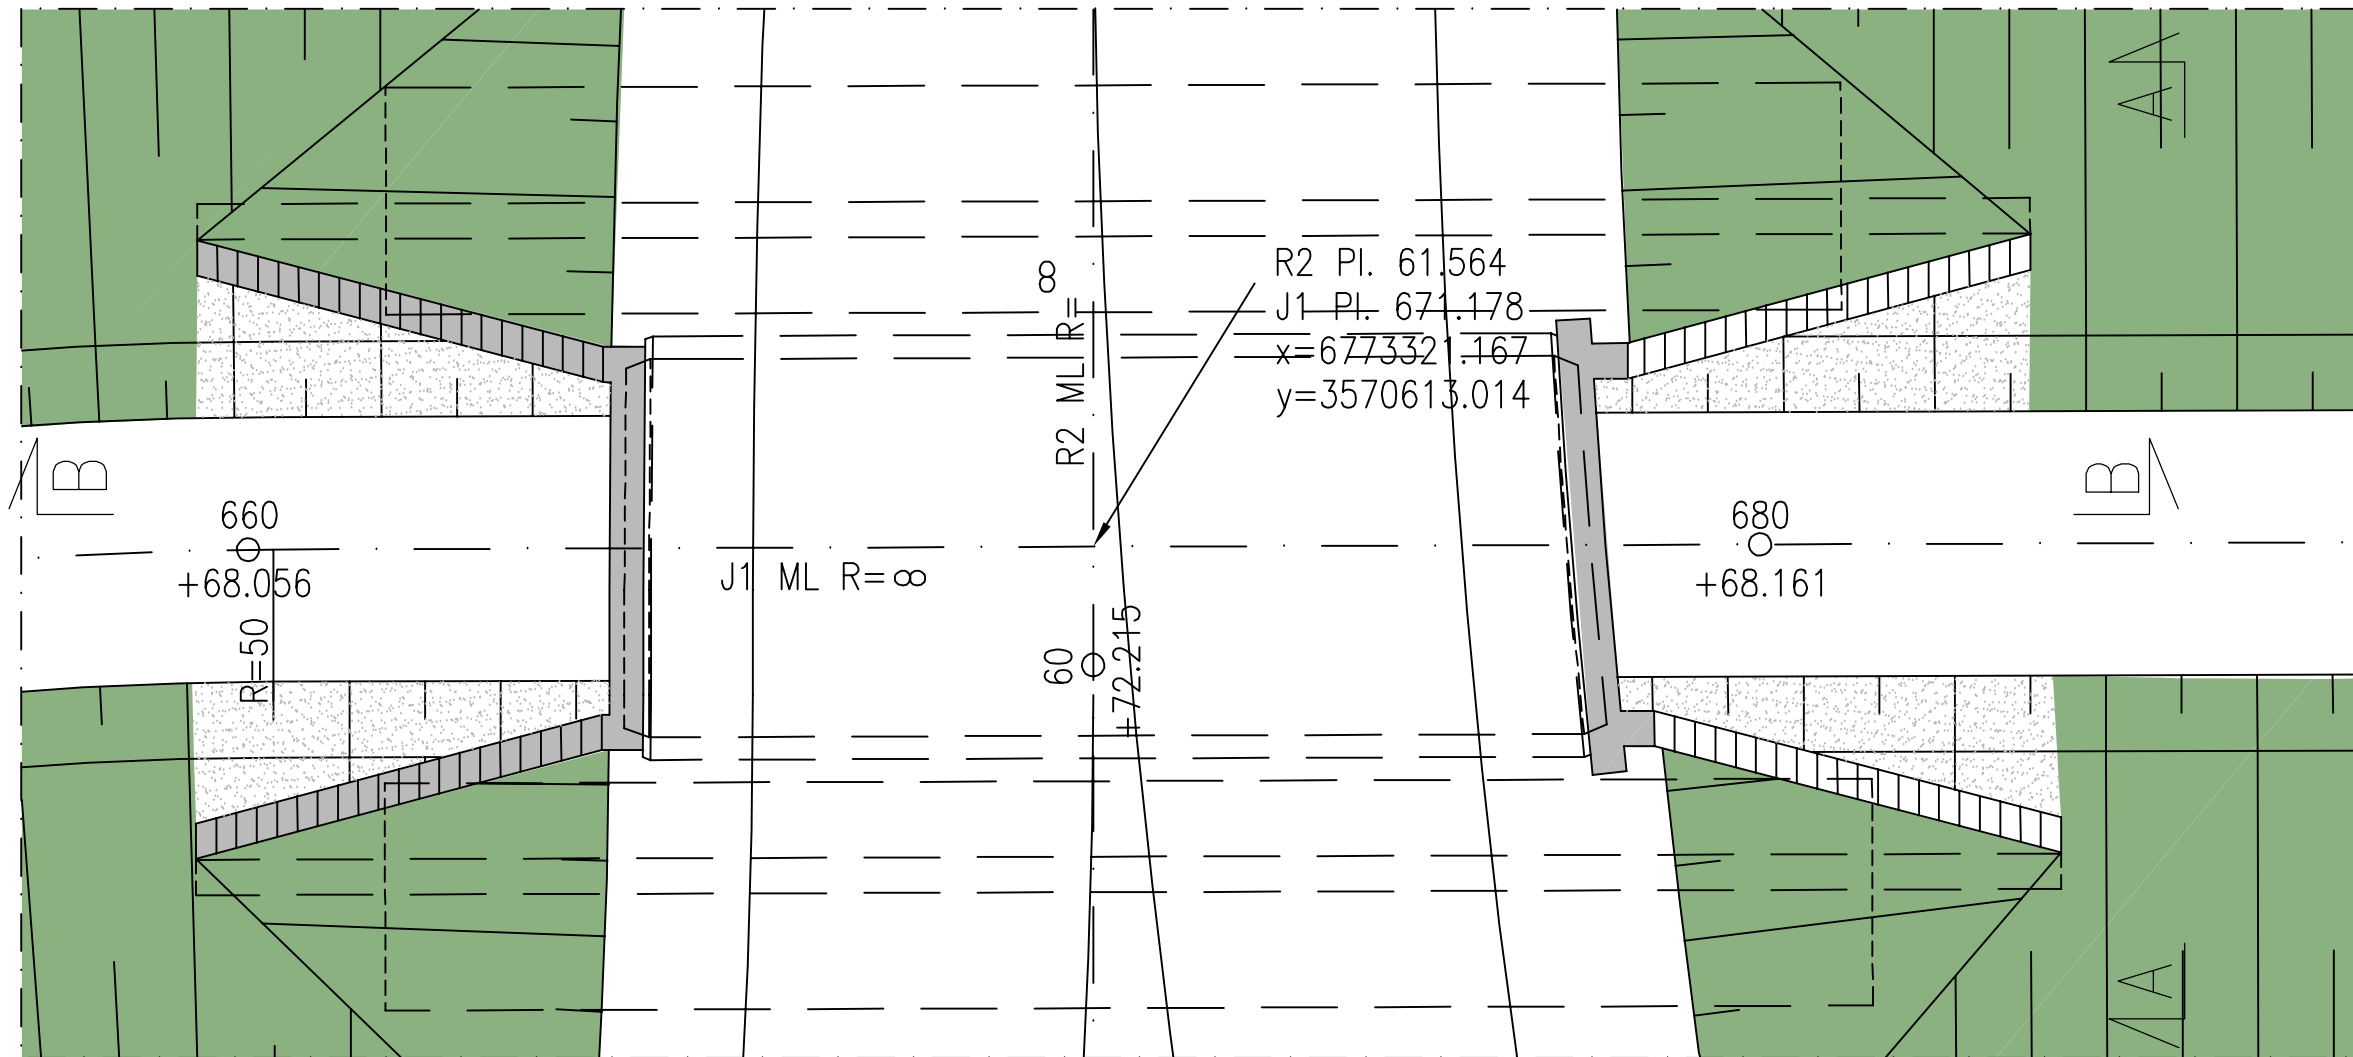 A
R2 Pl. 61.564
J1 Pl. 671.178
x=6773321.167
y=3570613.014
R2 ML R=∞
B
B
660
+68.056
R=50
J1 ML R=∞
680
+68.161
60
+72.215
A